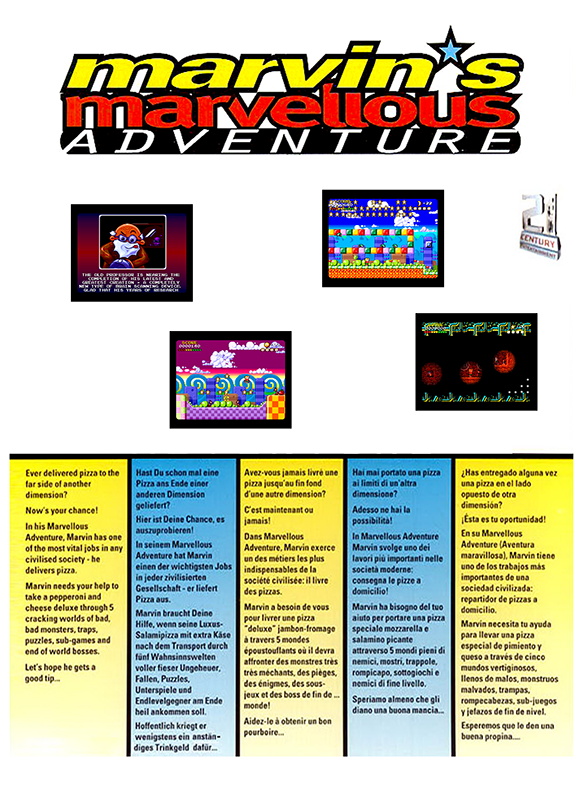 marvin's
marvellous
ADVENTURE
21st
CENTURY
ENTERTAINMENT
THE OLD PROFESSOR IS NEARING THE
COMPLETION OF HIS LATEST AND
GREATEST CREATION - A COMPLETELY
NEW TYPE OF BRAIN SCANNING DEVICE.
GLAD THAT HIS YEARS OF RESEARCH
SCORE
Ever delivered pizza to the
far side of another
dimension?
Now's your chance!
In his Marvellous
Adventure, Marvin has one
of the most vital jobs in any
civilised society - he
delivers pizza.
Marvin needs your help to
take a pepperoni and
cheese deluxe through 5
cracking worlds of bad,
bad monsters, traps,
puzzles, sub-games and
end of world bosses.
Let's hope he gets a
good tip...
Hast Du schon mal eine
Pizza ans Ende einer
anderen Dimension
geliefert?
Hier ist Deine Chance, es
auszuprobieren!
In seinem Marvellous
Adventure hat Marvin
einen der wichtigsten Jobs
in jeder zivilisierten
Gesellschaft - er liefert
Pizza aus.
Marvin braucht Deine
Hilfe, wenn seine Luxus-
Salamipizza mit extra Käse
nach dem Transport durch
fünf Wahnsinnswelten
voller fieser Ungeheuer,
Fallen, Puzzles,
Unterspiele und
Endlevelgegner am Ende
heil ankommen soll.
Hoffentlich kriegt er
wenigstens ein anstän-
diges Trinkgeld dafür...
Avez-vous jamais livré une
pizza jusqu'au fin fond
d'une autre dimension?
C'est maintenant ou
jamais!
Dans Marvellous
Adventure, Marvin exerce
un des métiers les plus
indispensables de la
société civilisée: il livre
des pizzas.
Marvin a besoin de vous
pour livrer une pizza
"deluxe" jambon-fromage
à travers 5 mondes
époustouflants où il devra
affronter des monstres très
très méchants, des pièges,
des énigmes, des sous-
jeux et des boss de fin de ...
monde!
Aidez-le à obtenir un bon
pourboire...
Hai mai portato una pizza
ai limiti di un'altra
dimensione?
Adesso ne hai la
possibilità!
In Marvellous Adventure
Marvin svolge uno dei
lavori più importanti nelle
società moderne:
consegna le pizze a
domicilio!
Marvin ha bisogno del tuo
aiuto per portare una pizza
speciale mozzarella e
salamino picante
attraverso 5 mondi pieni di
nemici, mostri, trappole,
rompicapo, sottogiochi e
nemici di fine livello.
Speriamo almeno che gli
diano una buona mancia...
¿Has entregado alguna vez
una pizza en el lado
opuesto de otra
dimensión?
¡Ésta es tu oportunidad!
En su Marvellous
Adventure (Aventura
maravillosa), Marvin tiene
uno de los trabajos más
importantes de una
sociedad civilizada:
repartidor de pizzas a
domicilio.
Marvin necesita tu ayuda
para llevar una pizza
especial de pimiento y
queso a través de cinco
mundos vertiginosos,
llenos de malos, monstruos
malvados, trampas,
rompecabezas, sub-juegos
y jefazos de fin de nivel.
Esperemos que le den una
buena propina....